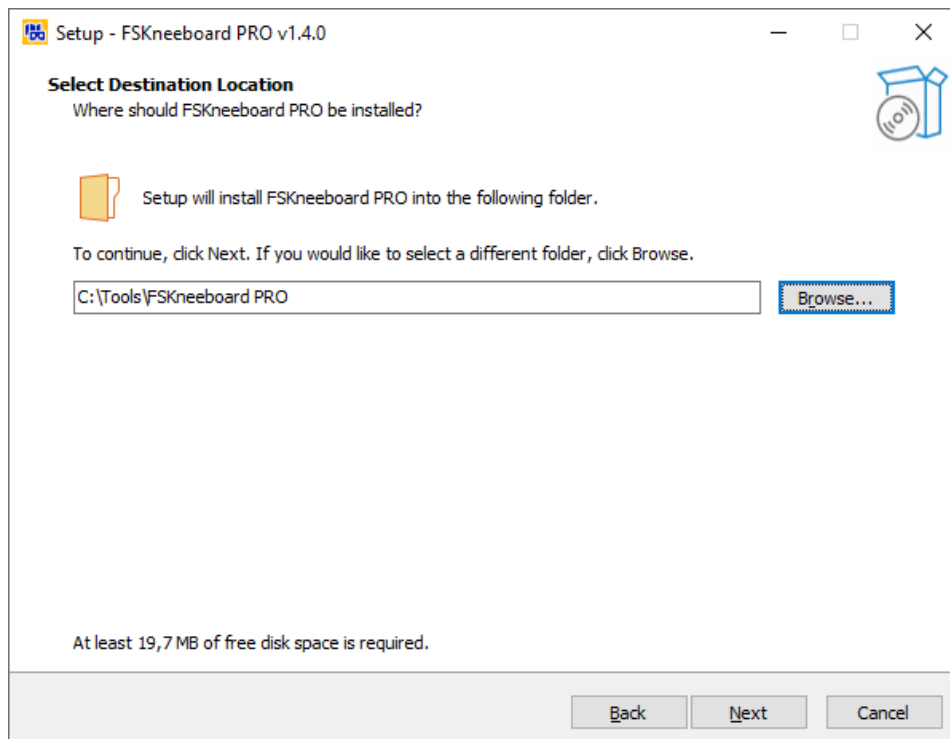 Setup - FSKneeboard PRO v1.4.0
Select Destination Location
Where should FSKneeboard PRO be installed?
Setup will install FSKneeboard PRO into the following folder.
To continue, click Next. If you would like to select a different folder, click Browse.
C:\Tools\FSKneeboard PRO
Browse...
At least 19,7 MB of free disk space is required.
Back
Next
Cancel